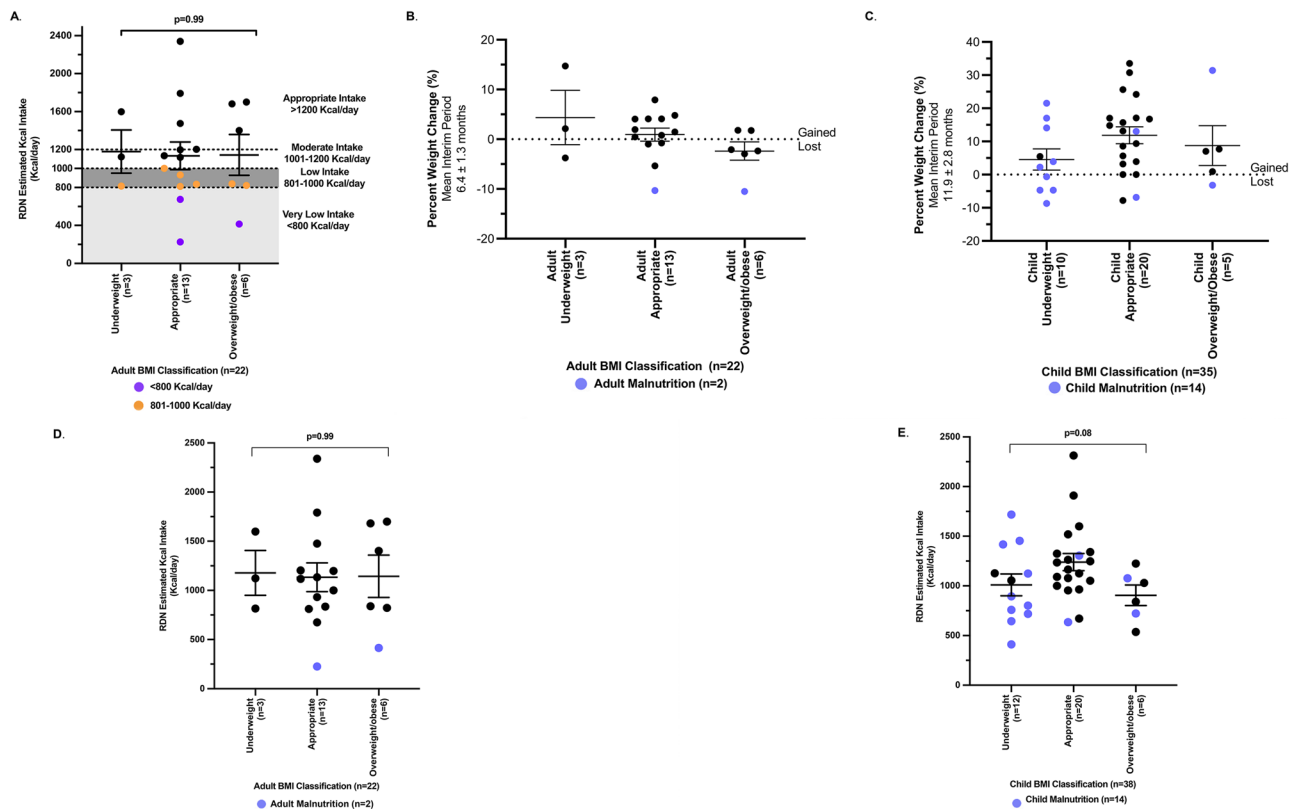 A.
p=0.99
RDN Estimated Kcal Intake
(Kcal/day)
2400
2000
1600
1200
1000
800
400
0
Appropriate Intake
>1200 Kcal/day
Moderate Intake
1001-1200 Kcal/day
Low Intake
801-1000 Kcal/day
Very Low Intake
<800 Kcal/day
Underweight
(n=3)
Appropriate
(n=13)
Overweight/obese
(n=6)
Adult BMI Classification (n=22)
<800 Kcal/day
801-1000 Kcal/day
B.
Percent Weight Change (%)
Mean Interim Period
6.4 ± 1.3 months
20
10
0
-10
-20
Gained
Lost
Adult
Underweight
(n=3)
Adult
Appropriate
(n=13)
Adult
Overweight/obese
(n=6)
Adult BMI Classification (n=22)
Adult Malnutrition (n=2)
C.
Percent Weight Change (%)
Mean Interim Period
11.9 ± 2.8 months
40
30
20
10
0
-10
-20
Gained
Lost
Child
Underweight
(n=10)
Child
Appropriate
(n=20)
Child
Overweight/Obese
(n=5)
Child BMI Classification (n=35)
Child Malnutrition (n=14)
D.
p=0.99
RDN Estimated Kcal Intake
(Kcal/day)
2500
2000
1500
1000
500
0
Underweight
(n=3)
Appropriate
(n=13)
Overweight/obese
(n=6)
Adult BMI Classification (n=22)
Adult Malnutrition (n=2)
E.
p=0.08
RDN Estimated Kcal Intake
(Kcal/day)
2500
2000
1500
1000
500
0
Underweight
(n=12)
Appropriate
(n=20)
Overweight/obese
(n=6)
Child BMI Classification (n=38)
Child Malnutrition (n=14)